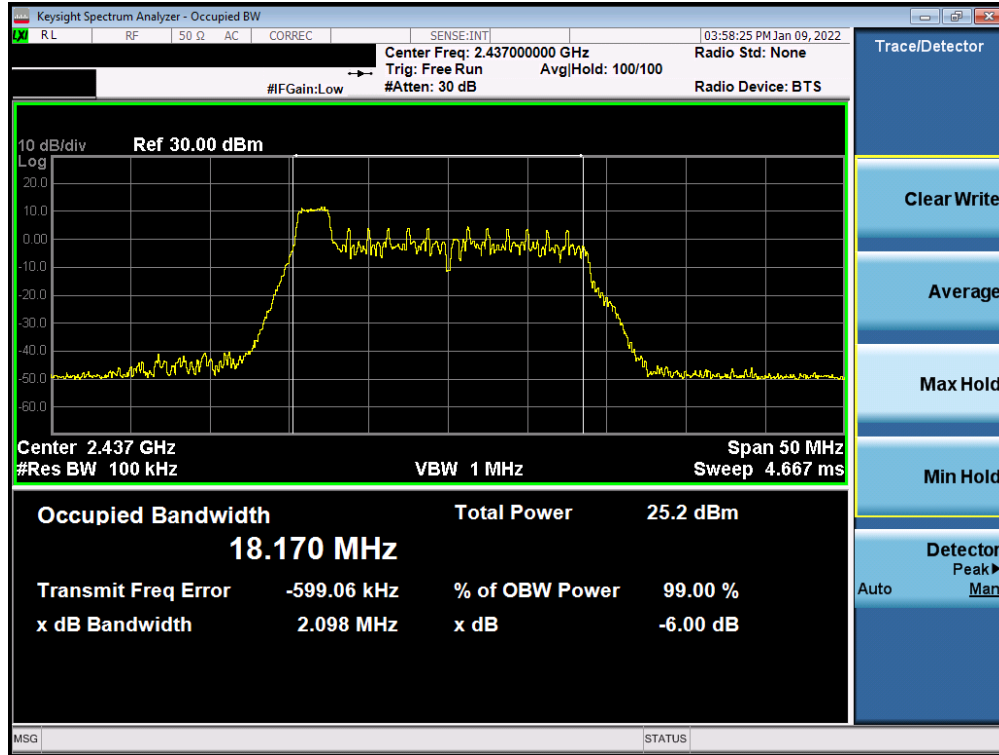 Keysight Spectrum Analyzer - Occupied BW
LXI RL RF 50 Ω AC CORREC SENSE:INT 03:58:25 PM Jan 09, 2022
Center Freq: 2.437000000 GHz Radio Std: None
Trig: Free Run Avg|Hold: 100/100
#IFGain:Low #Atten: 30 dB Radio Device: BTS
10 dB/div Ref 30.00 dBm
Log
20.0
10.0
0.00
-10.0
-20.0
-30.0
-40.0
-50.0
-60.0
Center 2.437 GHz Span 50 MHz
#Res BW 100 kHz VBW 1 MHz Sweep 4.667 ms
Occupied Bandwidth Total Power 25.2 dBm
18.170 MHz
Transmit Freq Error -599.06 kHz % of OBW Power 99.00 %
x dB Bandwidth 2.098 MHz x dB -6.00 dB
MSG STATUS
Trace/Detector
Clear Write
Average
Max Hold
Min Hold
Detector
Peak▶
Auto Man